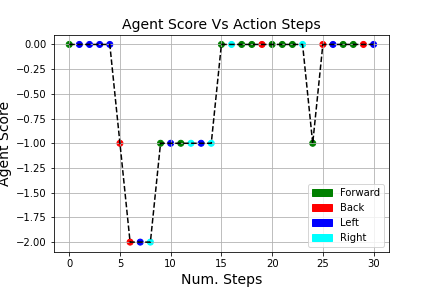 Agent Score Vs Action Steps
Agent Score
0.00
−0.25
−0.50
−0.75
−1.00
−1.25
−1.50
−1.75
−2.00
Forward
Back
Left
Right
0 5 10 15 20 25 30
Num. Steps